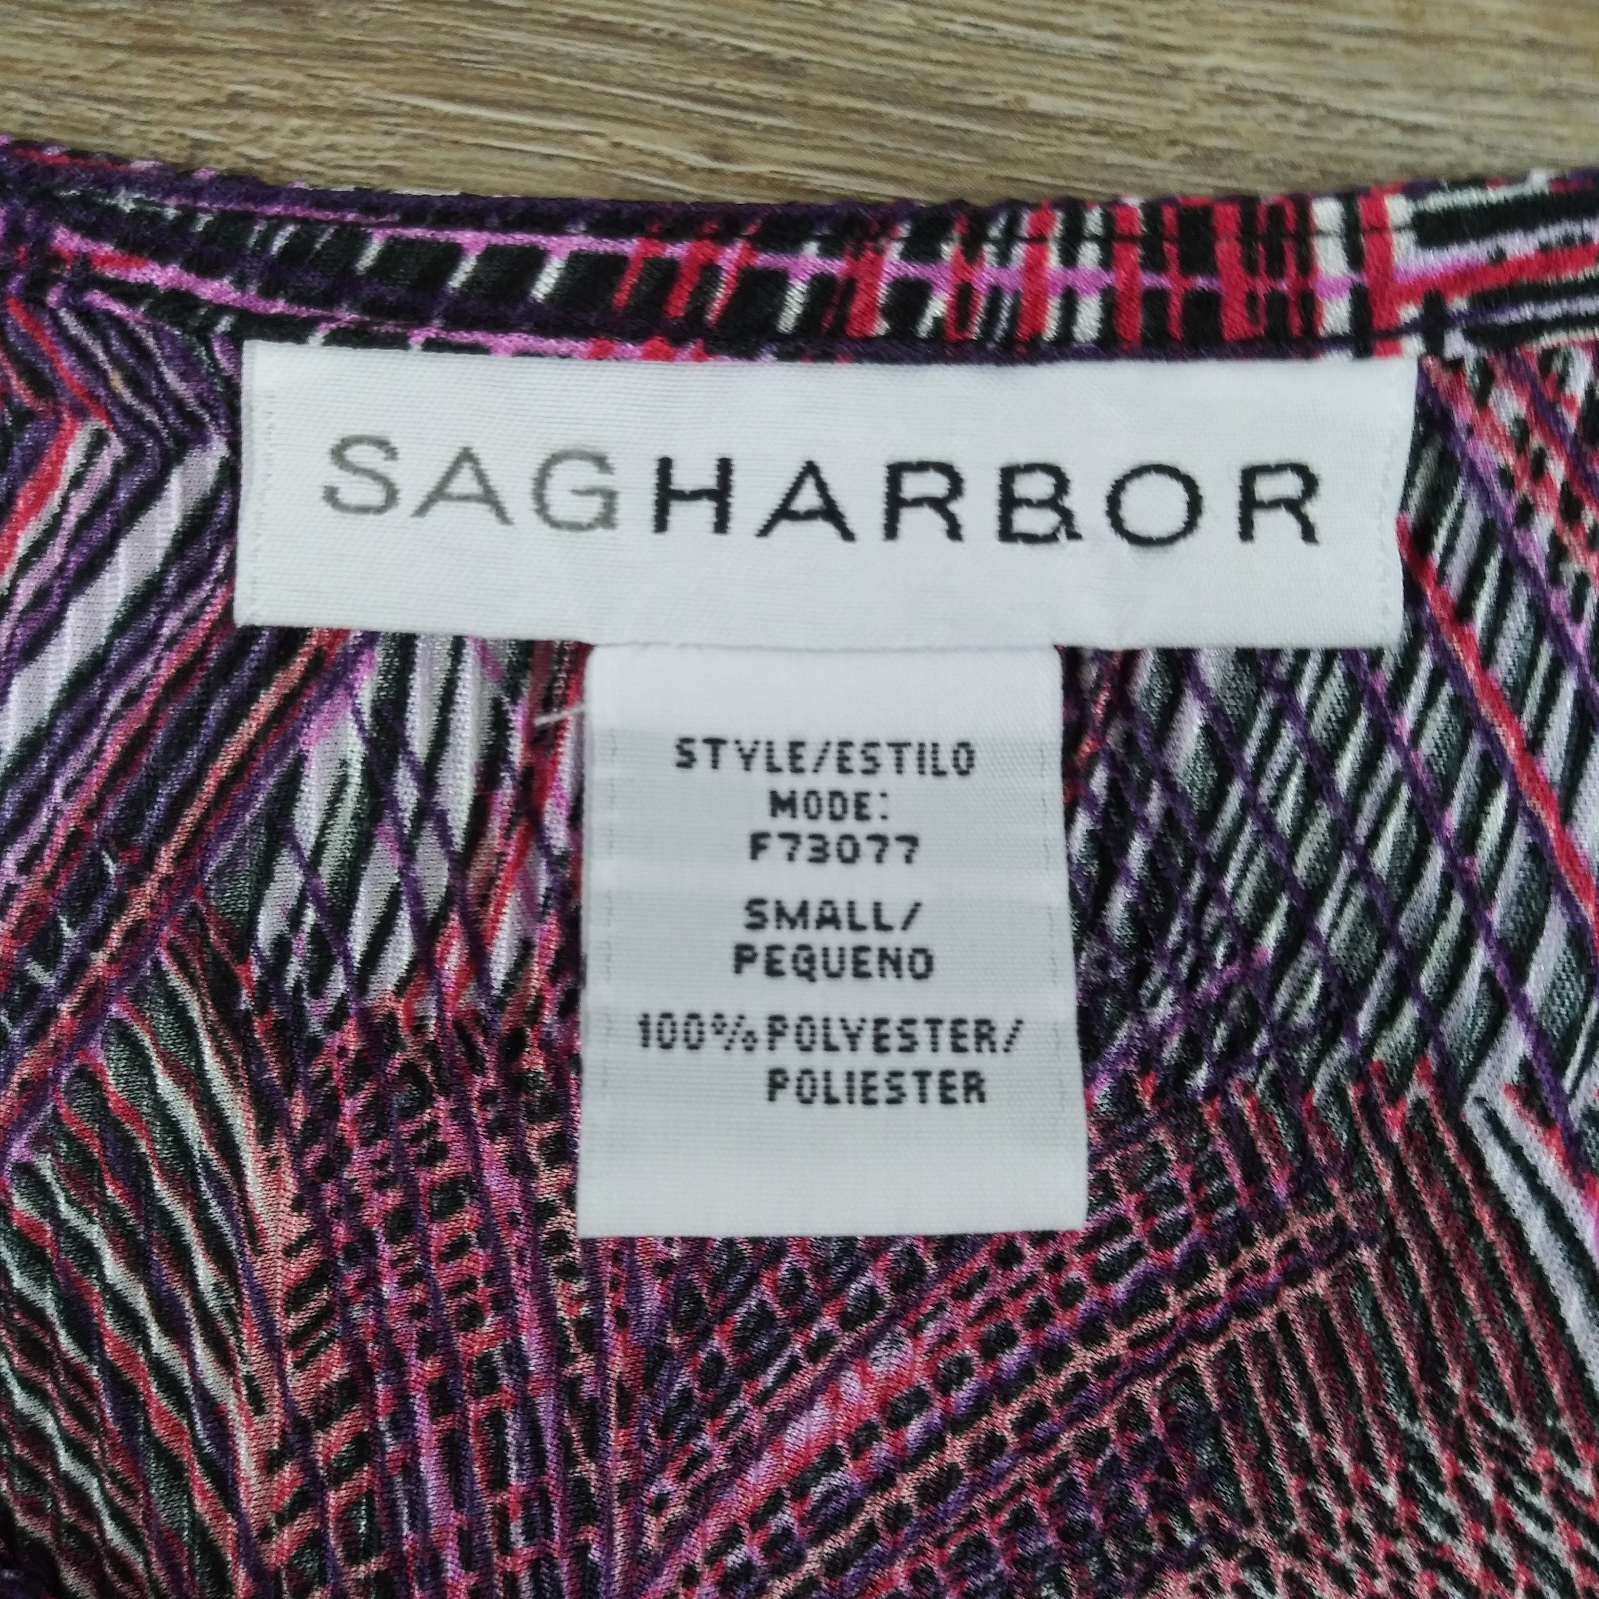 SAGHARBOR
STYLE/ESTILO
MODE:
F73077
SMALL/
PEQUENO
100% POLYESTER/
POLIESTER